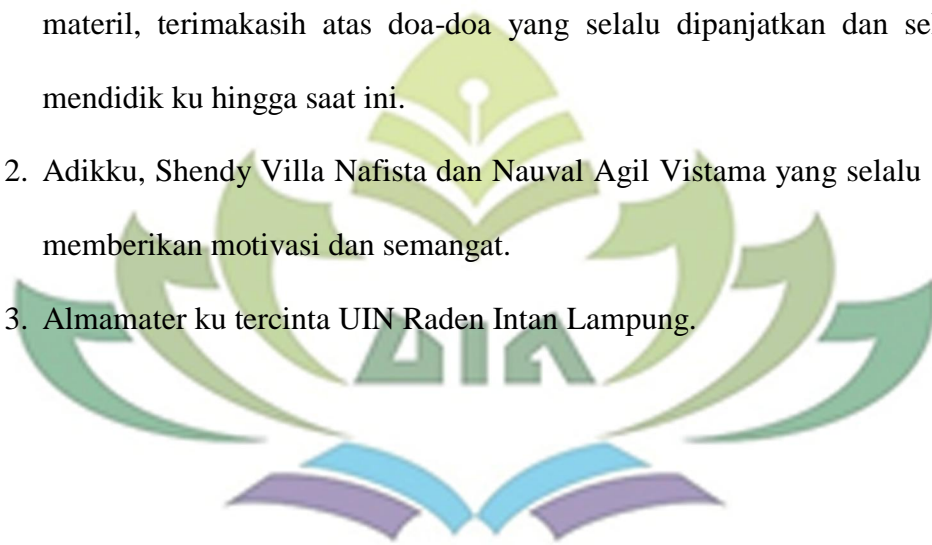 materil, terimakasih atas doa-doa yang selalu dipanjatkan dan
mendidik ku hingga saat ini.
2. Adikku, Shendy Villa Nafista dan Nauval Agil Vistama yang selalu
memberikan motivasi dan semangat.
3. Almamater ku tercinta UIN Raden Intan Lampung.